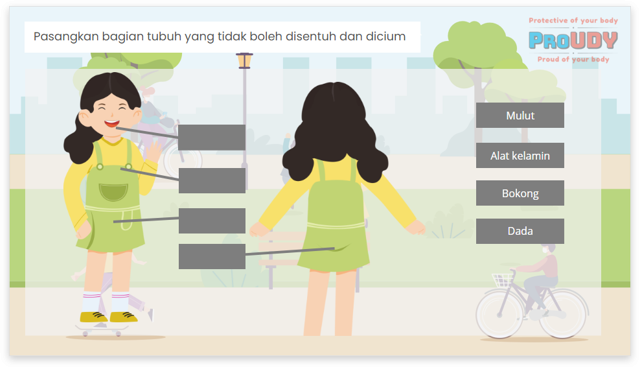 Protective of your body
PROUDY
Proud of your body
Pasangkan bagian tubuh yang tidak boleh disentuh dan dicium
Mulut
Alat kelamin
Bokong
Dada